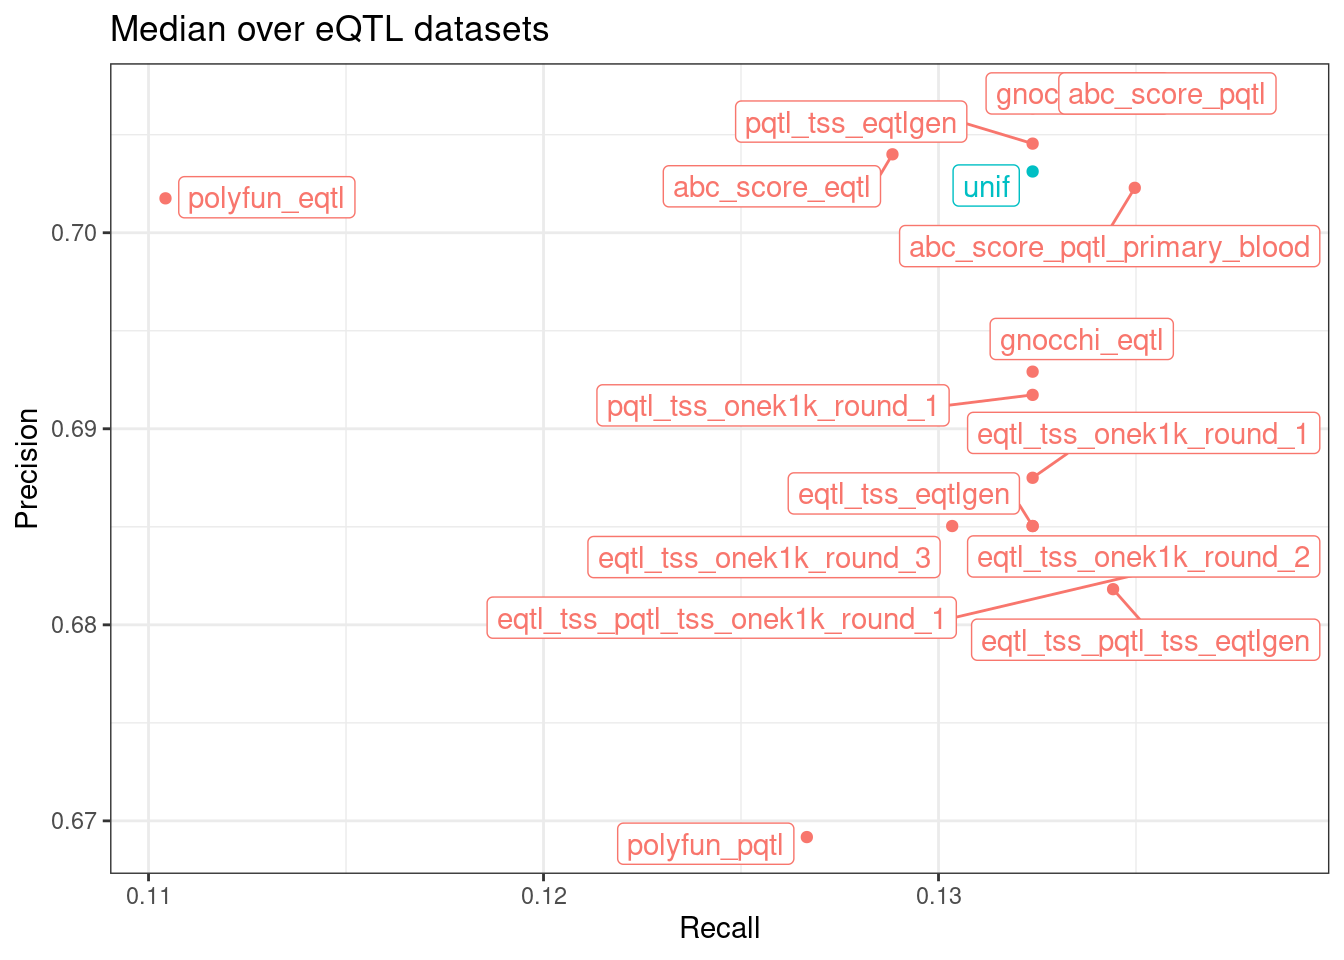 Median over eQTL datasets
gnoc
abc_score_pqtl
pqtl_tss_eqtlgen
abc_score_eqtl
unif
polyfun_eqtl
abc_score_pqtl_primary_blood
gnocchi_eqtl
pqtl_tss_onek1k_round_1
eqtl_tss_onek1k_round_1
eqtl_tss_eqtlgen
eqtl_tss_onek1k_round_3
eqtl_tss_onek1k_round_2
eqtl_tss_pqtl_tss_onek1k_round_1
eqtl_tss_pqtl_tss_eqtlgen
polyfun_pqtl
0.70
0.69
0.68
0.67
Precision
0.11
0.12
0.13
Recall